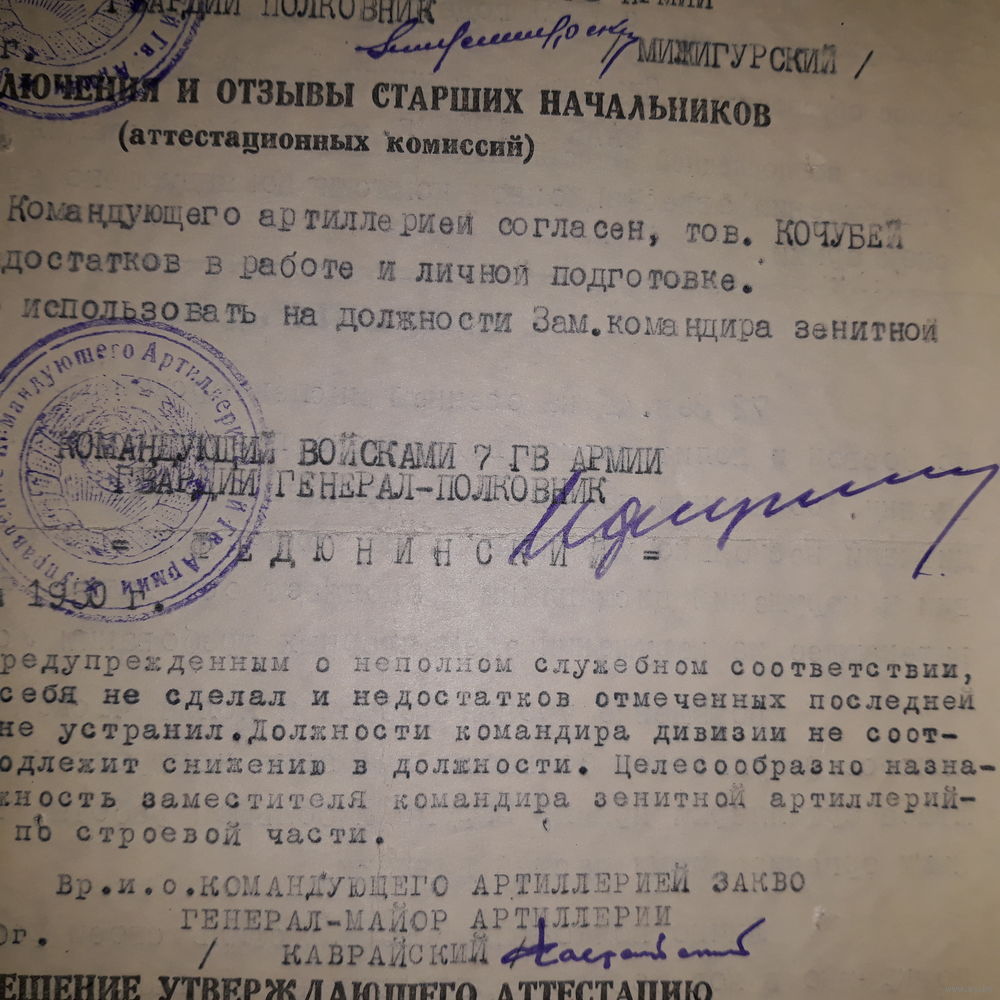 ГВАРДИИ ПОЛКОВНИК
г.
МИЖИГУРСКИЙ /
ЛЮЧЕНИЯ И ОТЗЫВЫ СТАРШИХ НАЧАЛЬНИКОВ
(аттестационных комиссий)
Командующего артиллерией согласен, тов. КОЧУБЕЙ
достатков в работе и личной подготовке.
использовать на должности Зам.командира зенитной
КОМАНДУЮЩИЙ ВОЙСКАМИ 7 ГВ АРМИИ
ГВАРДИИ ГЕНЕРАЛ-ПОЛКОВНИК
= ФЕДЮНИНСКИЙ =
1950 г.
редупрежденным о неполном служебном соответствии,
себя не сделал и недостатков отмеченных последней
не устранил.Должности командира дивизии не соот-
одлежит снижению в должности. Целесообразно назна-
жность заместителя командира зенитной артиллерий-
по строевой части.
Вр.и.о.КОМАНДУЮЩЕГО АРТИЛЛЕРИЕЙ ЗАКВО
ГЕНЕРАЛ-МАЙОР АРТИЛЛЕРИИ
0г.
/ КАВРАЙСКИЙ /
ЕШЕНИЕ УТВЕРЖДАЮЩЕГО АТТЕСТАЦИЮ